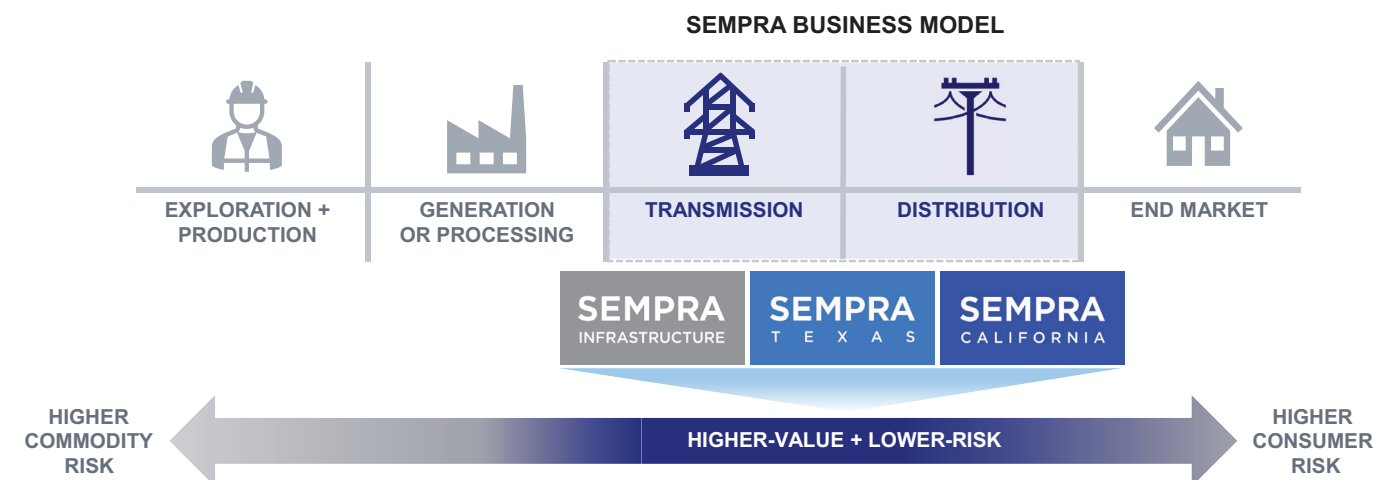 SEMPRA BUSINESS MODEL
EXPLORATION +
PRODUCTION
GENERATION
OR PROCESSING
TRANSMISSION
DISTRIBUTION
END MARKET
SEMPRA
INFRASTRUCTURE
SEMPRA
TEXAS
SEMPRA
CALIFORNIA
HIGHER
COMMODITY
RISK
HIGHER-VALUE + LOWER-RISK
HIGHER
CONSUMER
RISK